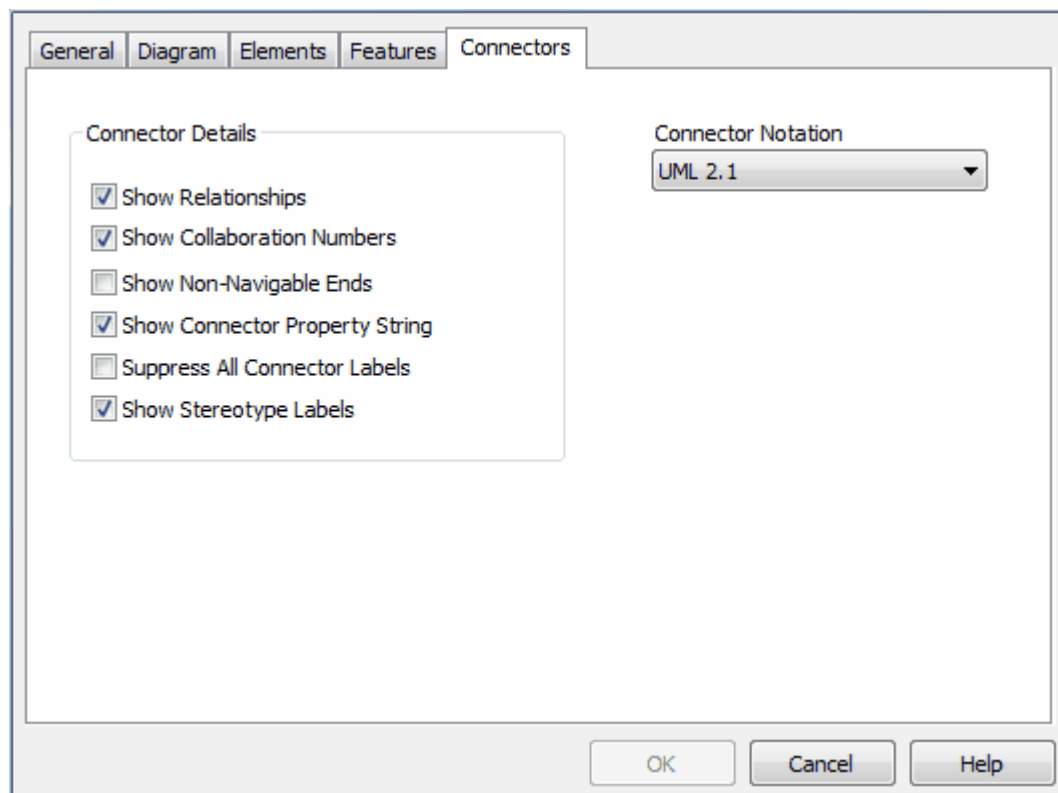 General Diagram Elements Features Connectors
Connector Details
Connector Notation
UML 2.1
Show Relationships
Show Collaboration Numbers
Show Non-Navigable Ends
Show Connector Property String
Suppress All Connector Labels
Show Stereotype Labels
OK Cancel Help